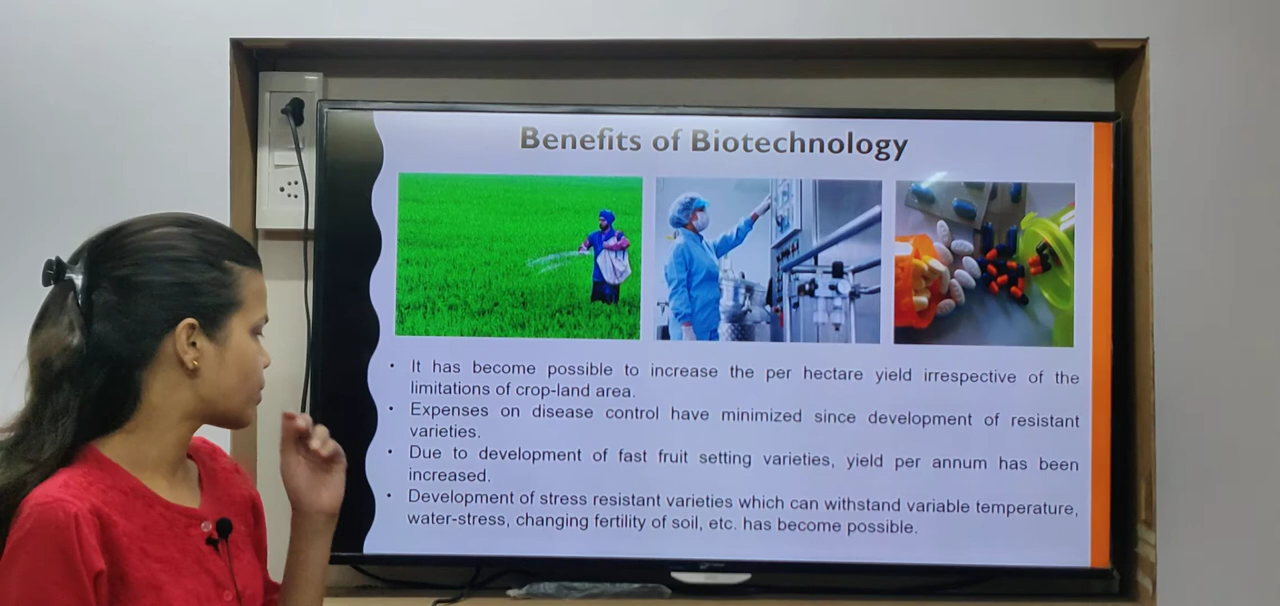 Benefits of Biotechnology
• It has become possible to increase the per hectare yield irrespective of the
limitations of crop-land area.
• Expenses on disease control have minimized since development of resistant
varieties.
• Due to development of fast fruit setting varieties, yield per annum has been
increased.
• Development of stress resistant varieties which can withstand variable temperature,
water-stress, changing fertility of soil, etc. has become possible.